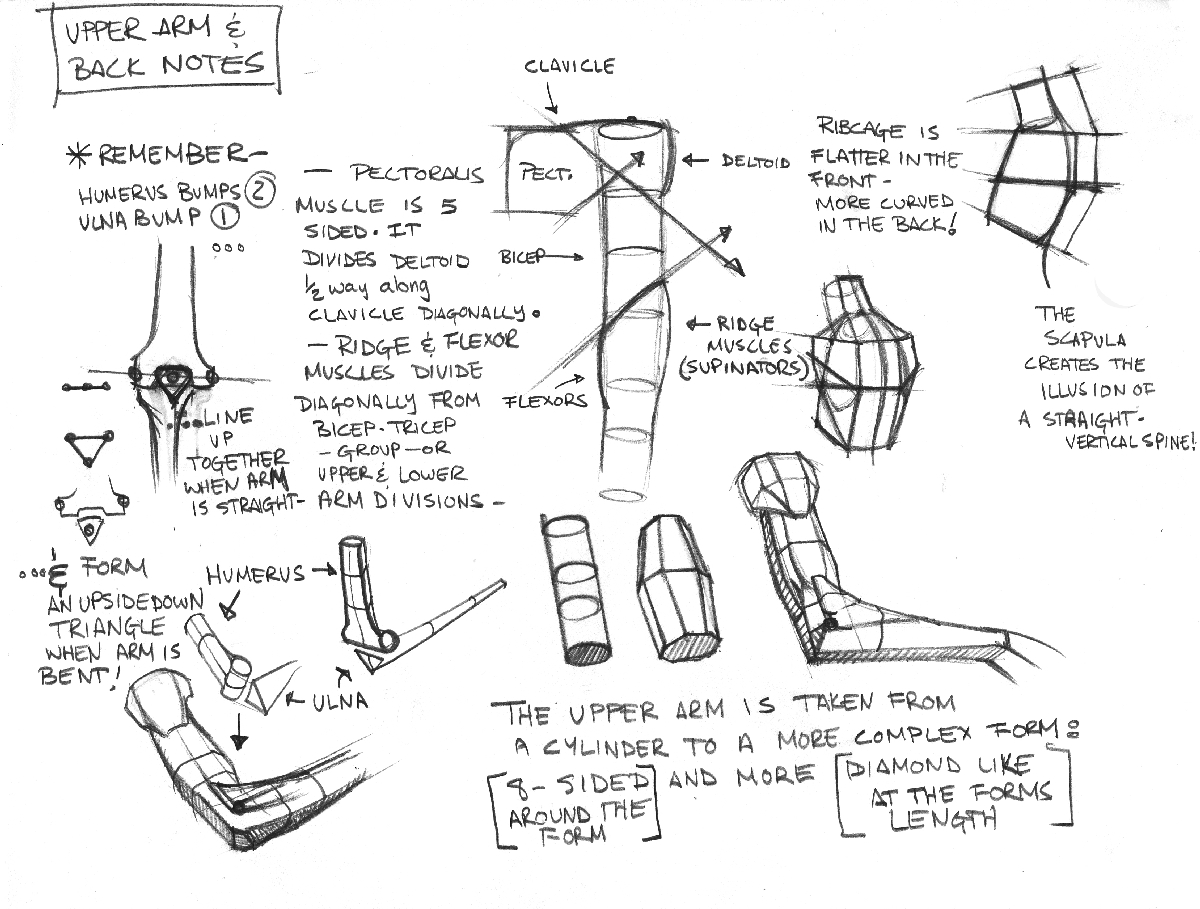 UPPER ARM &
BACK NOTES
* REMEMBER-
HUMERUS BUMPS 2
ULNA BUMP 1
LINE
UP
TOGETHER
WHEN ARM
IS STRAIGHT-
& FORM
AN UPSIDEDOWN
TRIANGLE
WHEN ARM IS
BENT!
- PECTORALIS
MUSCLE IS 5
SIDED. IT
DIVIDES DELTOID
1/2 way along
CLAVICLE DIAGONALLY.
- RIDGE & FLEXOR
MUSCLES DIVIDE
DIAGONALLY FROM
BICEP-TRICEP
-GROUP-OR
UPPER & LOWER
ARM DIVISIONS-
CLAVICLE
PECT.
DELTOID
BICEP
RIDGE
MUSCLES
(SUPINATORS)
FLEXORS
RIBCAGE IS
FLATTER IN THE
FRONT-
MORE CURVED
IN THE BACK!
THE
SCAPULA
CREATES THE
ILLUSION OF
A STRAIGHT-
VERTICAL SPINE!
HUMERUS
ULNA
THE UPPER ARM IS TAKEN FROM
A CYLINDER TO A MORE COMPLEX FORM:
[8-SIDED AROUND THE FORM] AND MORE [DIAMOND LIKE
AT THE FORMS
LENGTH]